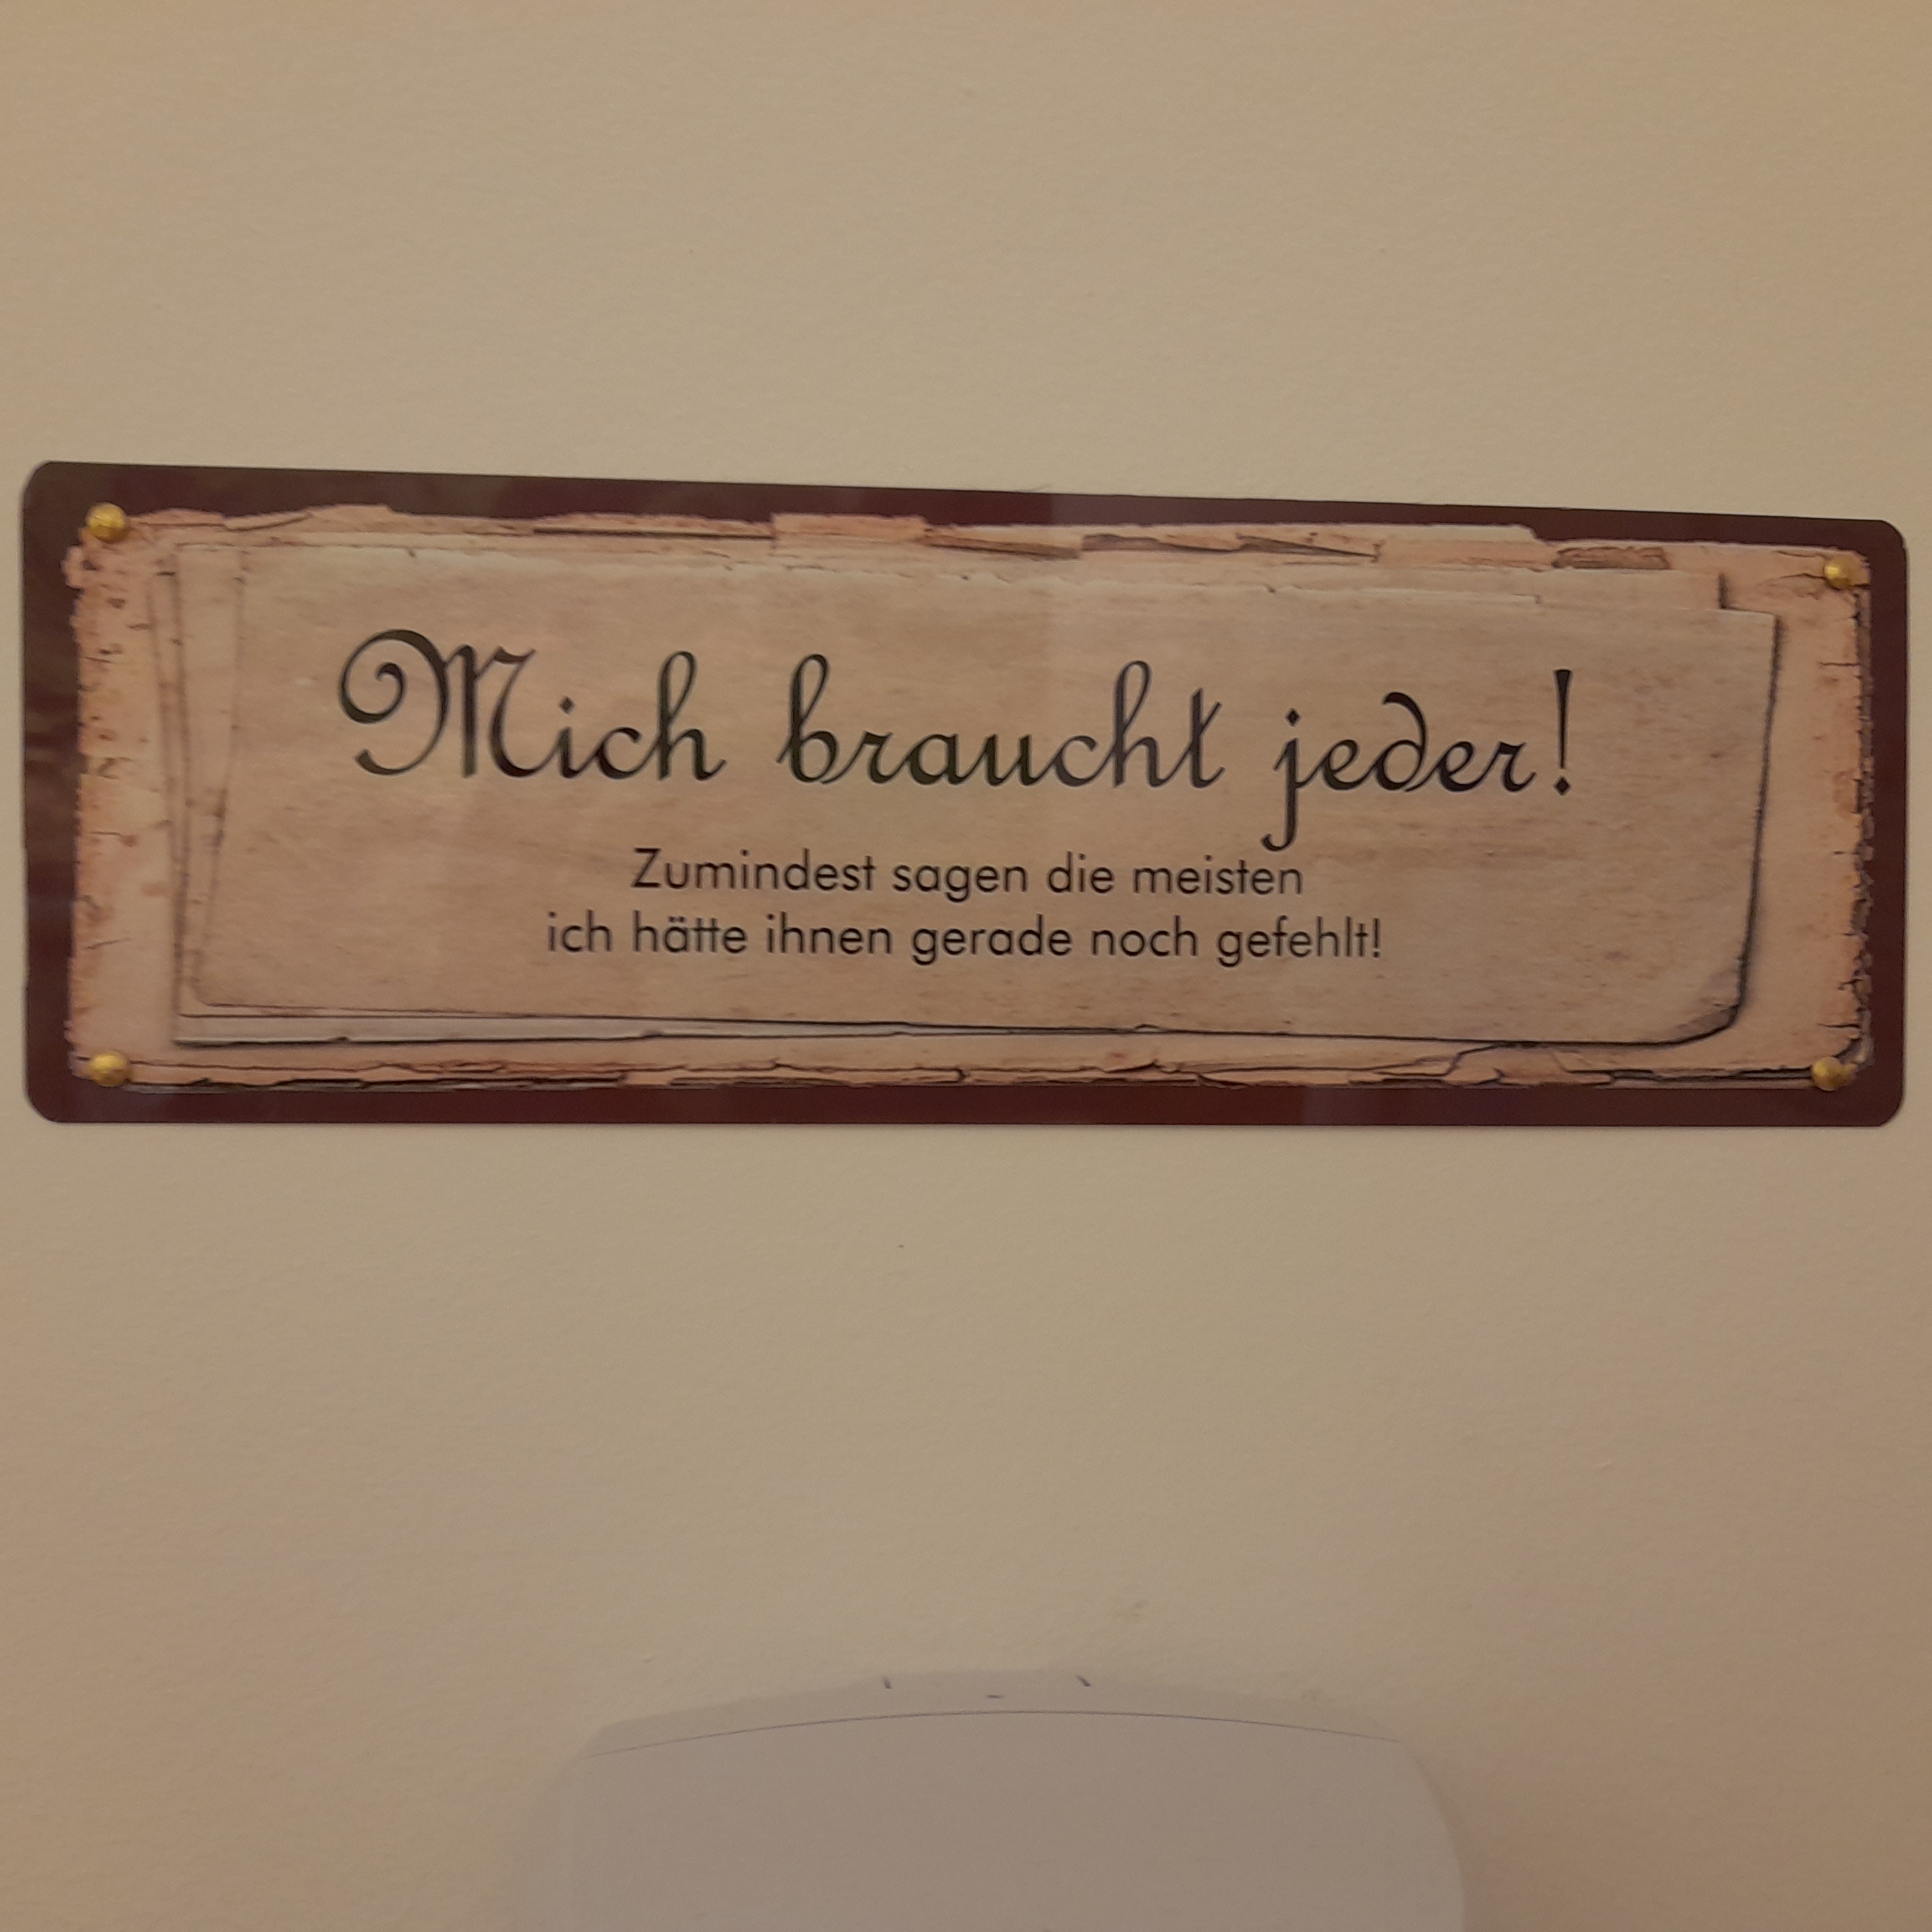 Mich braucht jeder!
Zumindest sagen die meisten
ich hätte ihnen gerade noch gefehlt!